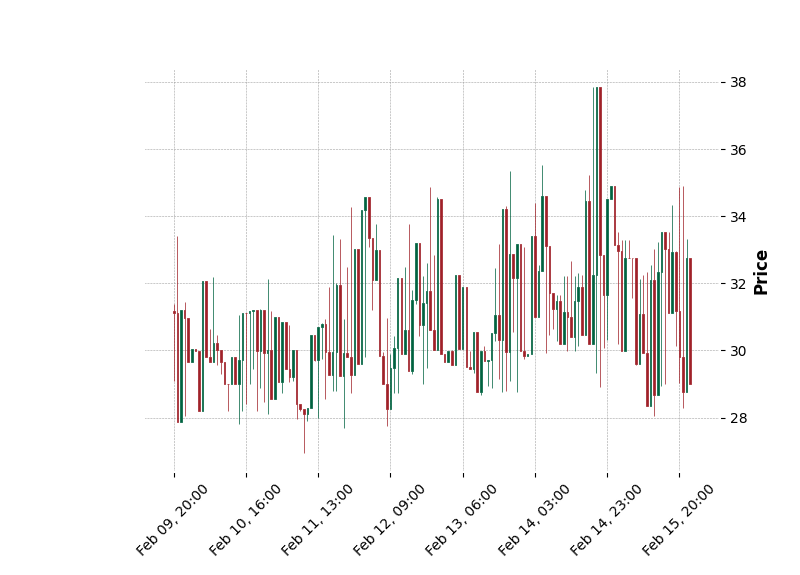 38
36
34
32
30
28
Price
Feb 09, 20:00
Feb 10, 16:00
Feb 11, 13:00
Feb 12, 09:00
Feb 13, 06:00
Feb 14, 03:00
Feb 14, 23:00
Feb 15, 20:00